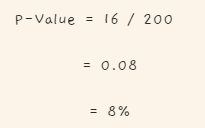 P-Value = 16 / 200
= 0.08
= 8%